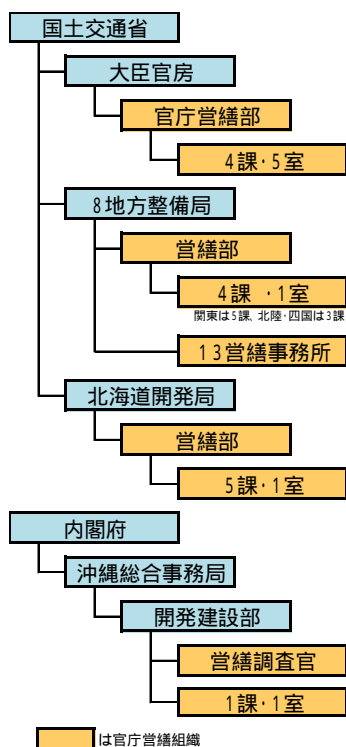 国土交通省
大臣官房
官庁営繕部
4課・5室
8地方整備局
営繕部
4課 ・1室
関東は5課、北陸・四国は3課
13営繕事務所
北海道開発局
営繕部
5課・1室
内閣府
沖縄総合事務局
開発建設部
営繕調査官
1課・1室
は官庁営繕組織